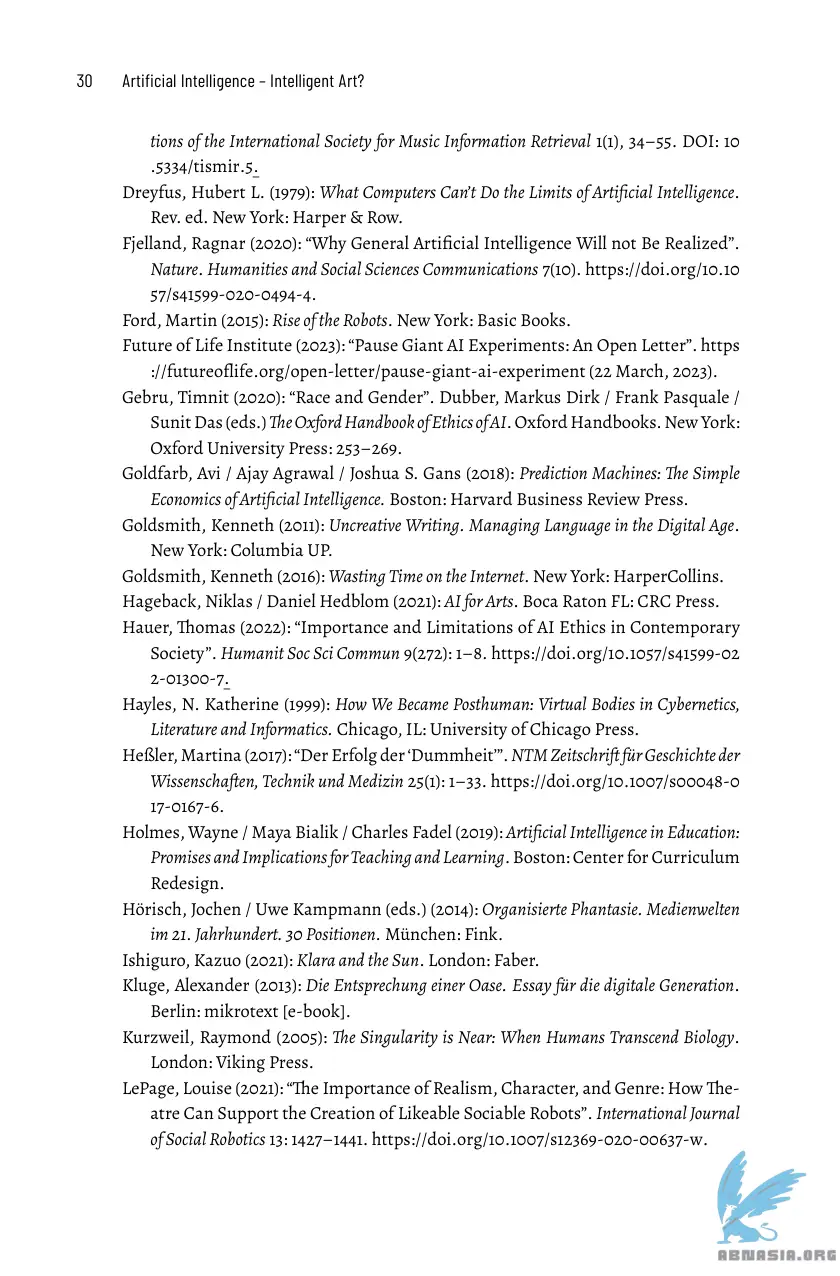 30 Artificial Intelligence – Intelligent Art?
tions of the International Society for Music Information Retrieval 1(1), 34–55. DOI: 10
.5334/tismir.5.
Dreyfus, Hubert L. (1979): What Computers Can’t Do the Limits of Artificial Intelligence.
Rev. ed. New York: Harper & Row.
Fjelland, Ragnar (2020): “Why General Artificial Intelligence Will not Be Realized”.
Nature. Humanities and Social Sciences Communications 7(10). https://doi.org/10.10
57/s41599-020-0494-4.
Ford, Martin (2015): Rise of the Robots. New York: Basic Books.
Future of Life Institute (2023): “Pause Giant AI Experiments: An Open Letter”. https
://futureoflife.org/open-letter/pause-giant-ai-experiment (22 March, 2023).
Gebru, Timnit (2020): “Race and Gender”. Dubber, Markus Dirk / Frank Pasquale /
Sunit Das (eds.) The Oxford Handbook of Ethics of AI. Oxford Handbooks. New York:
Oxford University Press: 253–269.
Goldfarb, Avi / Ajay Agrawal / Joshua S. Gans (2018): Prediction Machines: The Simple
Economics of Artificial Intelligence. Boston: Harvard Business Review Press.
Goldsmith, Kenneth (2011): Uncreative Writing. Managing Language in the Digital Age.
New York: Columbia UP.
Goldsmith, Kenneth (2016): Wasting Time on the Internet. New York: HarperCollins.
Hageback, Niklas / Daniel Hedblom (2021): AI for Arts. Boca Raton FL: CRC Press.
Hauer, Thomas (2022): “Importance and Limitations of AI Ethics in Contemporary
Society”. Humanit Soc Sci Commun 9(272): 1–8. https://doi.org/10.1057/s41599-02
2-01300-7.
Hayles, N. Katherine (1999): How We Became Posthuman: Virtual Bodies in Cybernetics,
Literature and Informatics. Chicago, IL: University of Chicago Press.
Heßler, Martina (2017): “Der Erfolg der ‘Dummheit’”. NTM Zeitschrift für Geschichte der
Wissenschaften, Technik und Medizin 25(1): 1–33. https://doi.org/10.1007/s00048-0
17-0167-6.
Holmes, Wayne / Maya Bialik / Charles Fadel (2019): Artificial Intelligence in Education:
Promises and Implications for Teaching and Learning. Boston: Center for Curriculum
Redesign.
Hörisch, Jochen / Uwe Kampmann (eds.) (2014): Organisierte Phantasie. Medienwelten
im 21. Jahrhundert. 30 Positionen. München: Fink.
Ishiguro, Kazuo (2021): Klara and the Sun. London: Faber.
Kluge, Alexander (2013): Die Entsprechung einer Oase. Essay für die digitale Generation.
Berlin: mikrotext [e-book].
Kurzweil, Raymond (2005): The Singularity is Near: When Humans Transcend Biology.
London: Viking Press.
LePage, Louise (2021): “The Importance of Realism, Character, and Genre: How The-
atre Can Support the Creation of Likeable Sociable Robots”. International Journal
of Social Robotics 13: 1427–1441. https://doi.org/10.1007/s12369-020-00637-w.
ABNASIA.ORG